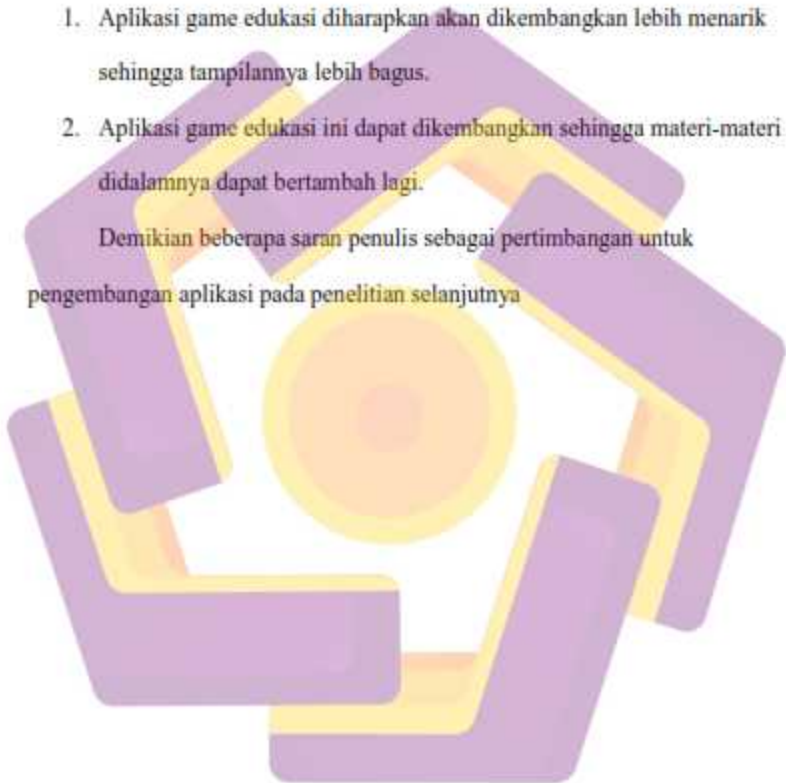 1. Aplikasi game edukasi diharapkan akan dikembangkan lebih menarik
sehingga tampilannya lebih bagus.
2. Aplikasi game edukasi ini dapat dikembangkan sehingga materi-materi
didalamnya dapat bertambah lagi.
Demikian beberapa saran penulis sebagai pertimbangan untuk
pengembangan aplikasi pada penelitian selanjutnya